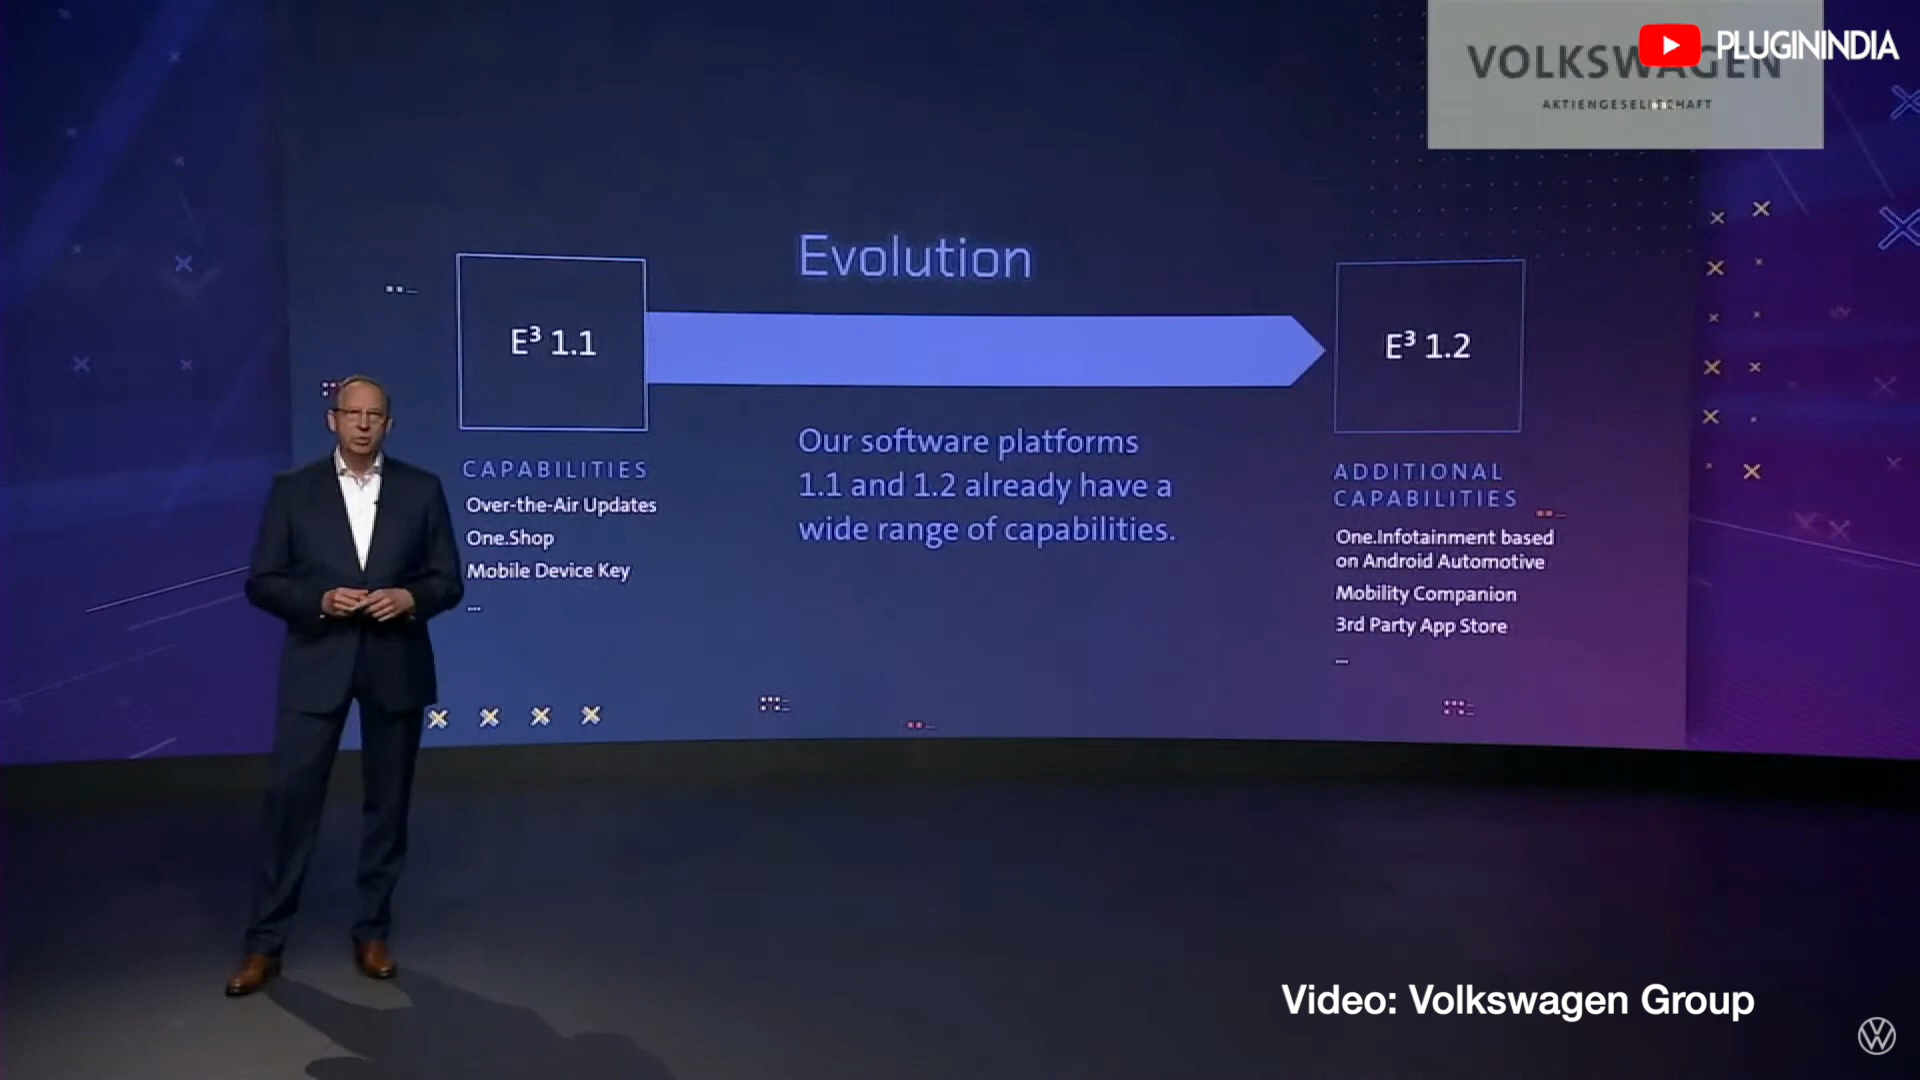 VOLKSWAGEN
AKTIENGESELLSCHAFT
PLUGININDIA
Evolution
E³ 1.1
E³ 1.2
Our software platforms
1.1 and 1.2 already have a
wide range of capabilities.
CAPABILITIES
Over-the-Air Updates
One.Shop
Mobile Device Key
...
ADDITIONAL
CAPABILITIES
One.Infotainment based
on Android Automotive
Mobility Companion
3rd Party App Store
...
Video: Volkswagen Group